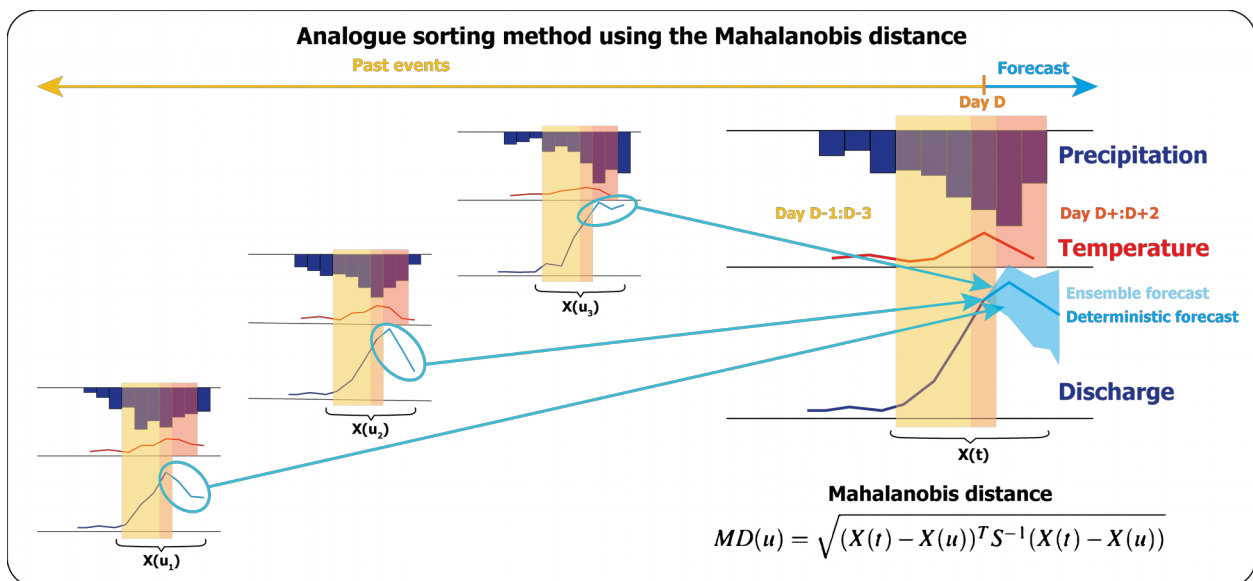 Analogue sorting method using the Mahalanobis distance
Past events
Forecast
Day D
Precipitation
Day D-1:D-3
Day D+:D+2
Temperature
Ensemble forecast
Deterministic forecast
Discharge
X(u₃)
X(u₂)
X(u₁)
X(t)
Mahalanobis distance
MD(u) = √(X(t) − X(u))ᵀ S⁻¹(X(t) − X(u))